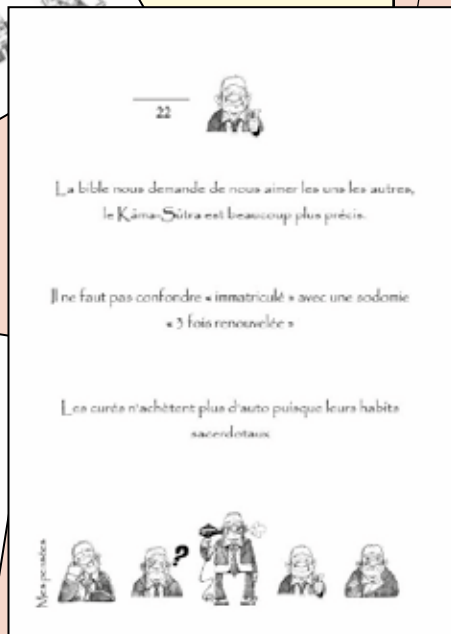 22
La bible nous demande de nous aimer les uns les autres,
le Kâma-Sûtra est beaucoup plus précis.
Il ne faut pas confondre « immatriculé » avec une sodomie
« 3 fois renouvelée »
Les curés n'achètent plus d'auto puisque leurs habits
sacerdotaux
?
Mes pensées